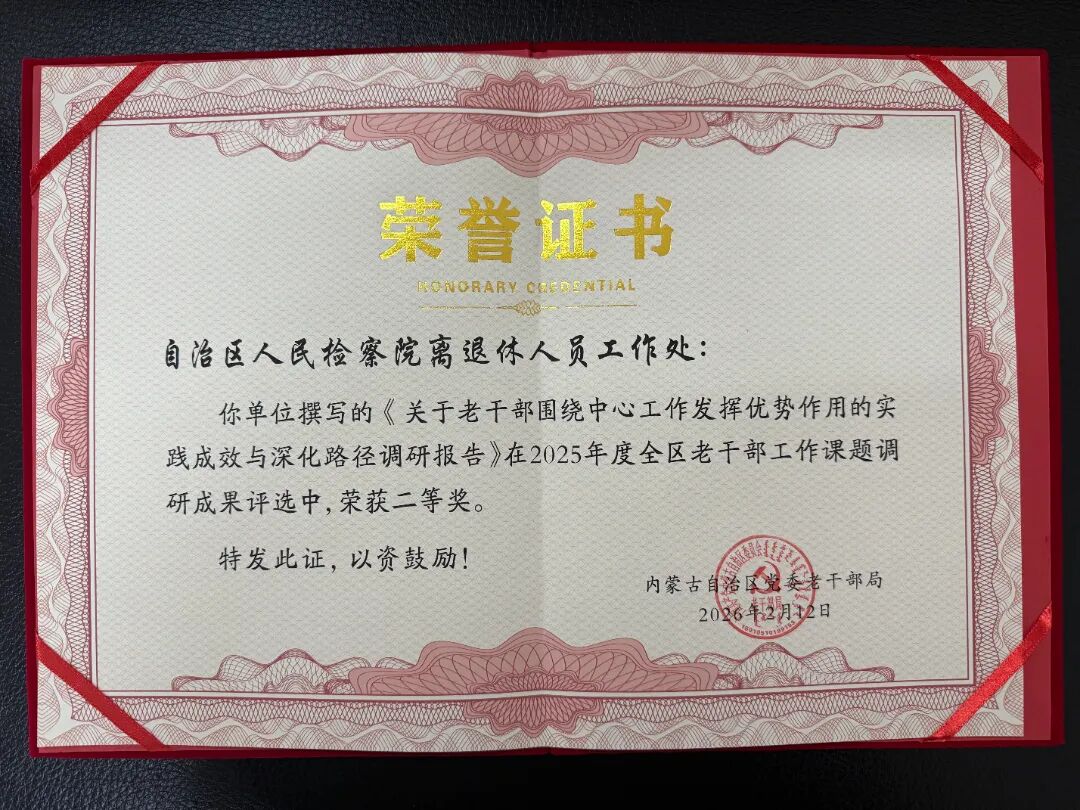 荣誉证书
HONORARY CREDENTIAL
自治区人民检察院离退休人员工作处：
你单位撰写的《关于老干部围绕中心工作发挥优势作用的实
践成效与深化路径调研报告》在2025年度全区老干部工作课题调
研成果评选中，荣获二等奖。
特发此证，以资鼓励！
内蒙古自治区党委老干部局
2026年2月12日